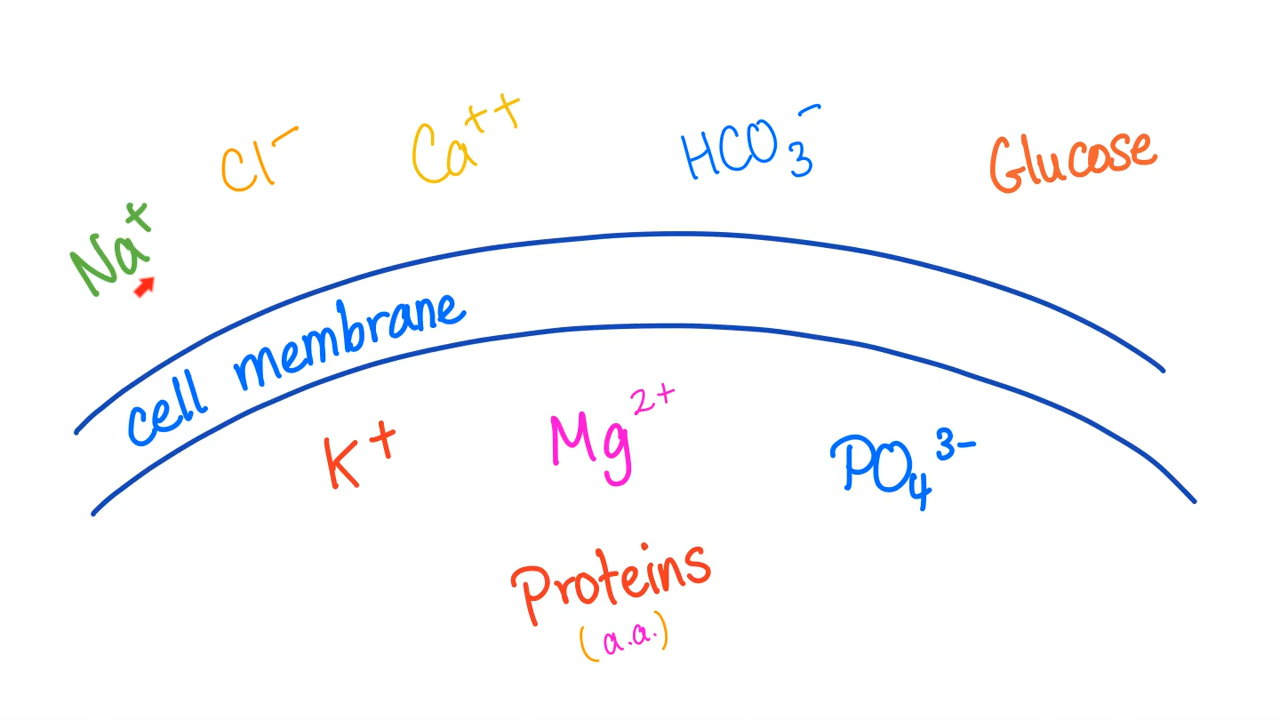 Na⁺
Cl⁻
Ca⁺⁺
HCO₃⁻
Glucose
cell membrane
K⁺
Mg²⁺
PO₄³⁻
Proteins
(a.a.)